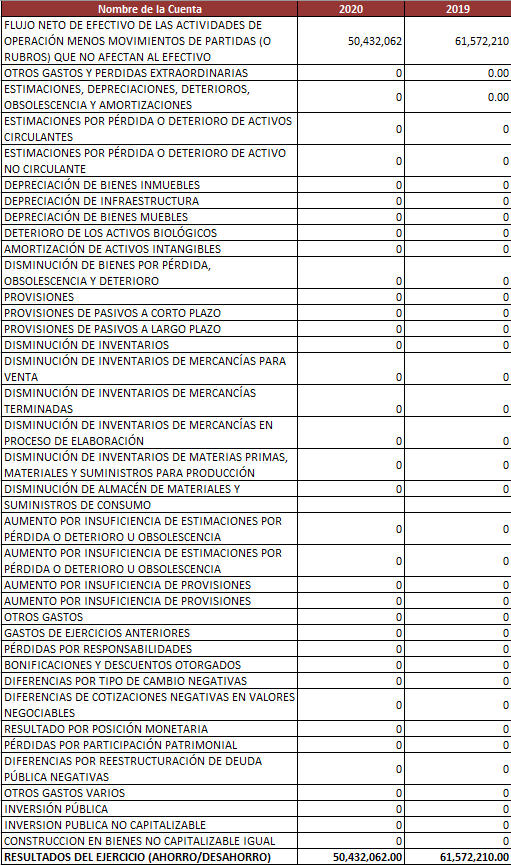 Nombre de la Cuenta 2020 2019
FLUJO NETO DE EFECTIVO DE LAS ACTIVIDADES DE
OPERACIÓN MENOS MOVIMIENTOS DE PARTIDAS (O 50,432,062 61,572,210
RUBROS) QUE NO AFECTAN AL EFECTIVO
OTROS GASTOS Y PERDIDAS EXTRAORDINARIAS 0 0.00
ESTIMACIONES, DEPRECIACIONES, DETERIOROS,
OBSOLESCENCIA Y AMORTIZACIONES 0 0.00
ESTIMACIONES POR PÉRDIDA O DETERIORO DE ACTIVOS
CIRCULANTES 0 0
ESTIMACIONES POR PÉRDIDA O DETERIORO DE ACTIVO
NO CIRCULANTE 0 0
DEPRECIACIÓN DE BIENES INMUEBLES 0 0
DEPRECIACIÓN DE INFRAESTRUCTURA 0 0
DEPRECIACIÓN DE BIENES MUEBLES 0 0
DETERIORO DE LOS ACTIVOS BIOLÓGICOS 0 0
AMORTIZACIÓN DE ACTIVOS INTANGIBLES 0 0
DISMINUCIÓN DE BIENES POR PÉRDIDA,
OBSOLESCENCIA Y DETERIORO 0 0
PROVISIONES 0 0
PROVISIONES DE PASIVOS A CORTO PLAZO 0 0
PROVISIONES DE PASIVOS A LARGO PLAZO 0 0
DISMINUCIÓN DE INVENTARIOS 0 0
DISMINUCIÓN DE INVENTARIOS DE MERCANCÍAS PARA
VENTA 0 0
DISMINUCIÓN DE INVENTARIOS DE MERCANCÍAS
TERMINADAS 0 0
DISMINUCIÓN DE INVENTARIOS DE MERCANCÍAS EN
PROCESO DE ELABORACIÓN 0 0
DISMINUCIÓN DE INVENTARIOS DE MATERIAS PRIMAS,
MATERIALES Y SUMINISTROS PARA PRODUCCIÓN 0 0
DISMINUCIÓN DE ALMACÉN DE MATERIALES Y 0 0
SUMINISTROS DE CONSUMO
AUMENTO POR INSUFICIENCIA DE ESTIMACIONES POR
PÉRDIDA O DETERIORO U OBSOLESCENCIA 0 0
AUMENTO POR INSUFICIENCIA DE ESTIMACIONES POR
PÉRDIDA O DETERIORO U OBSOLESCENCIA 0 0
AUMENTO POR INSUFICIENCIA DE PROVISIONES 0 0
AUMENTO POR INSUFICIENCIA DE PROVISIONES 0 0
OTROS GASTOS 0 0
GASTOS DE EJERCICIOS ANTERIORES 0 0
PÉRDIDAS POR RESPONSABILIDADES 0 0
BONIFICACIONES Y DESCUENTOS OTORGADOS 0 0
DIFERENCIAS POR TIPO DE CAMBIO NEGATIVAS 0 0
DIFERENCIAS DE COTIZACIONES NEGATIVAS EN VALORES
NEGOCIABLES 0 0
RESULTADO POR POSICIÓN MONETARIA 0 0
PÉRDIDAS POR PARTICIPACIÓN PATRIMONIAL 0 0
DIFERENCIAS POR REESTRUCTURACIÓN DE DEUDA
PÚBLICA NEGATIVAS 0 0
OTROS GASTOS VARIOS 0 0
INVERSIÓN PÚBLICA 0 0
INVERSION PUBLICA NO CAPITALIZABLE 0 0
CONSTRUCCION EN BIENES NO CAPITALIZABLE IGUAL 0 0
RESULTADOS DEL EJERCICIO (AHORRO/DESAHORRO) 50,432,062.00 61,572,210.00